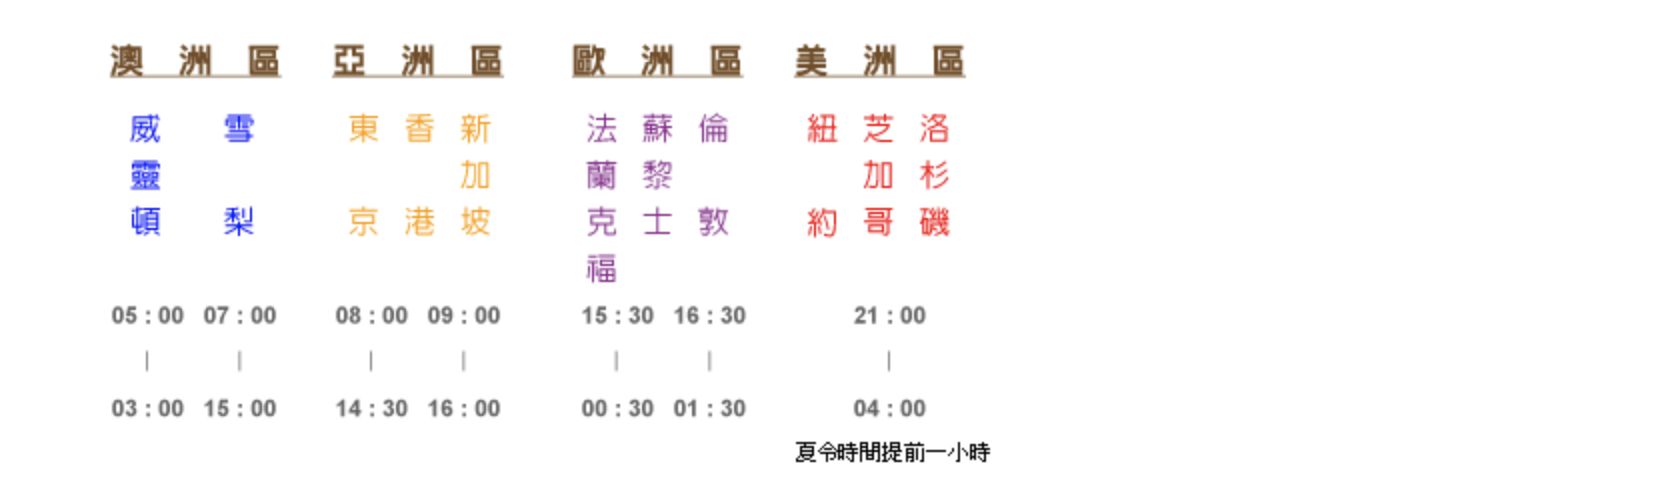 澳洲區 亞洲區 歐洲區 美洲區
威靈頓 雪梨 東京 香港 新加坡 法蘭克福 蘇黎士 倫敦 紐約 芝加哥 洛杉磯
05:00 07:00 08:00 09:00 15:30 16:30 21:00
| | | | | | |
03:00 15:00 14:30 16:00 00:30 01:30 04:00
夏令時間提前一小時